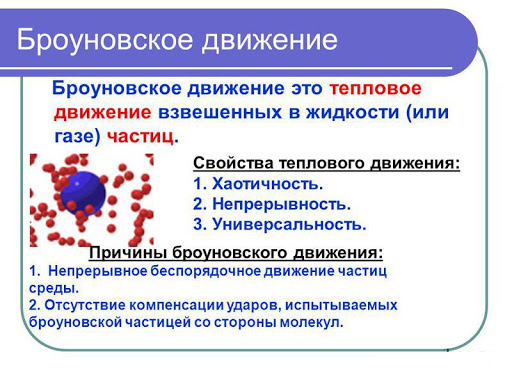 Броуновское движение
Броуновское движение это тепловое
движение взвешенных в жидкости (или
газе) частиц.
Свойства теплового движения:
1. Хаотичность.
2. Непрерывность.
3. Универсальность.
Причины броуновского движения:
1. Непрерывное беспорядочное движение частиц
среды.
2. Отсутствие компенсации ударов, испытываемых
броуновской частицей со стороны молекул.